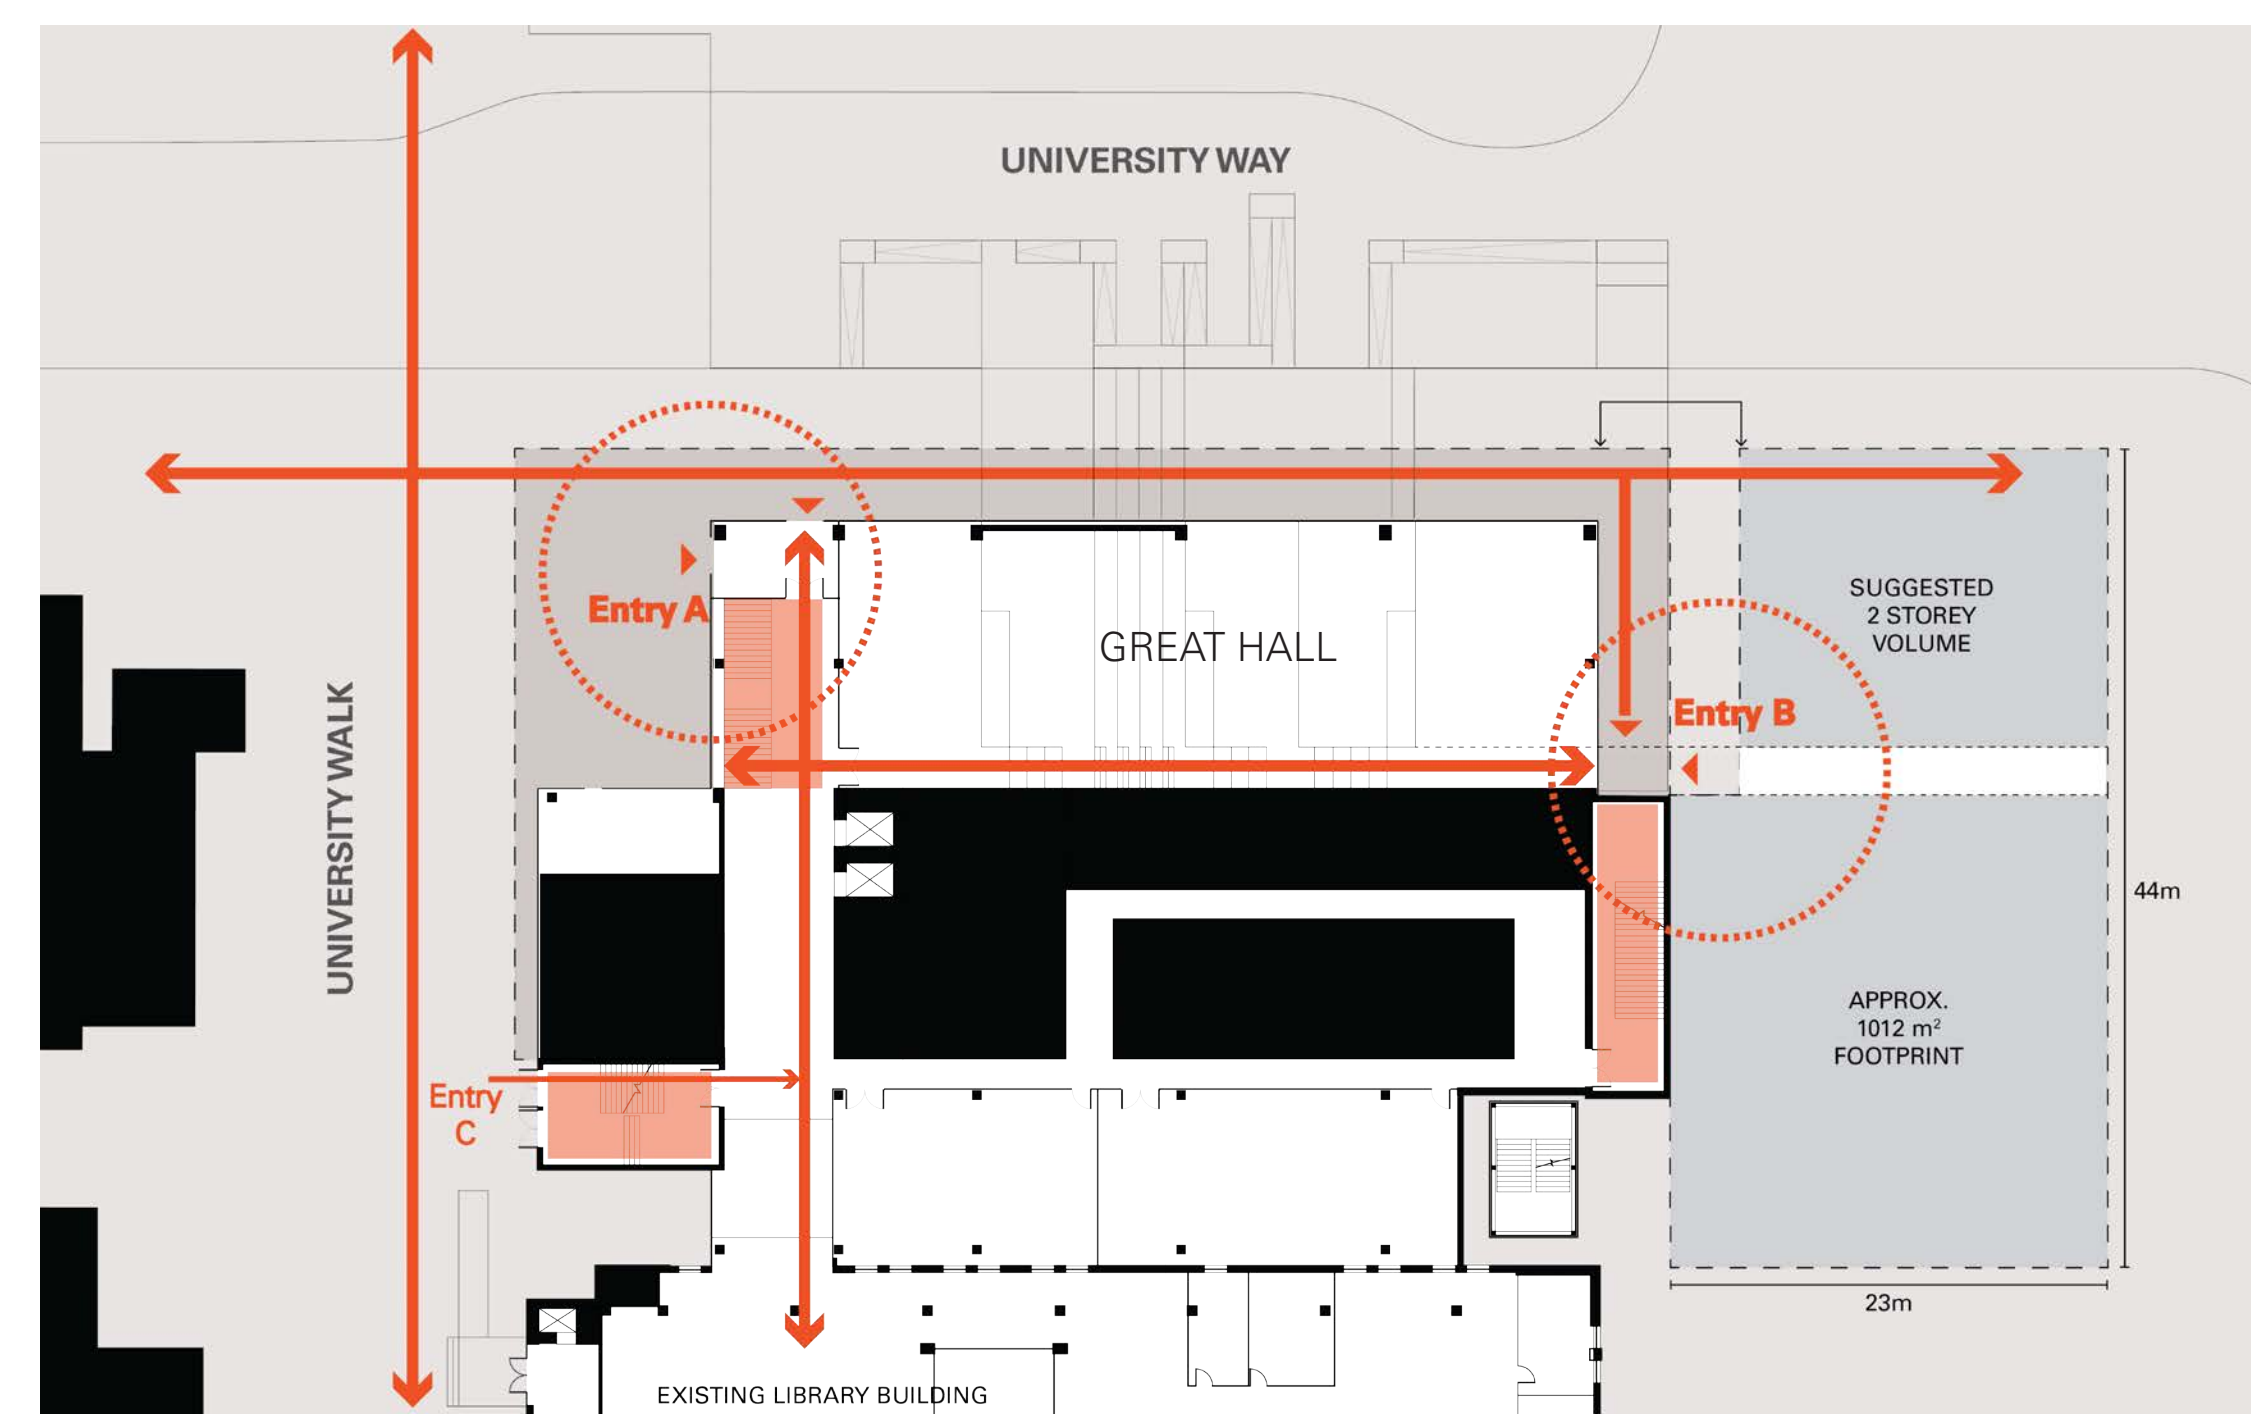 UNIVERSITY WAY
Entry A
GREAT HALL
SUGGESTED
2 STOREY
VOLUME
Entry B
UNIVERSITY WALK
44m
APPROX.
1012 m²
FOOTPRINT
Entry
C
23m
EXISTING LIBRARY BUILDING